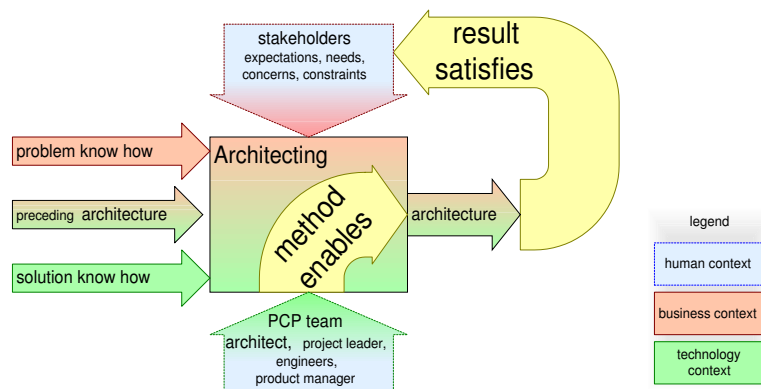 stakeholders
expectations, needs,
concerns, constraints
result
satisfies
problem know how
Architecting
preceding architecture
method
enables
architecture
solution know how
PCP team
architect, project leader,
engineers,
product manager
legend
human context
business context
technology
context